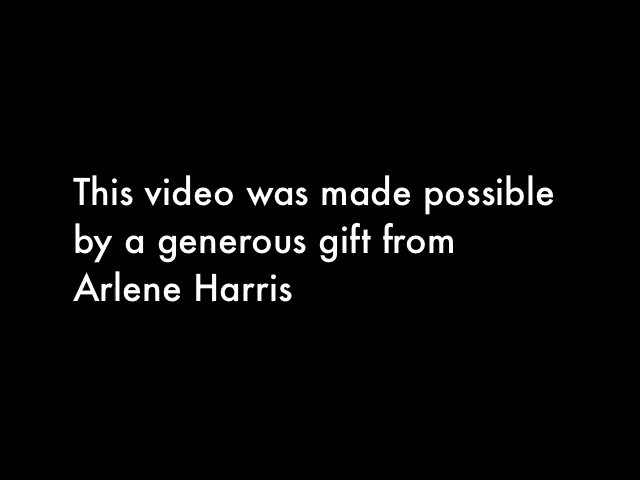 This video was made possible
by a generous gift from
Arlene Harris